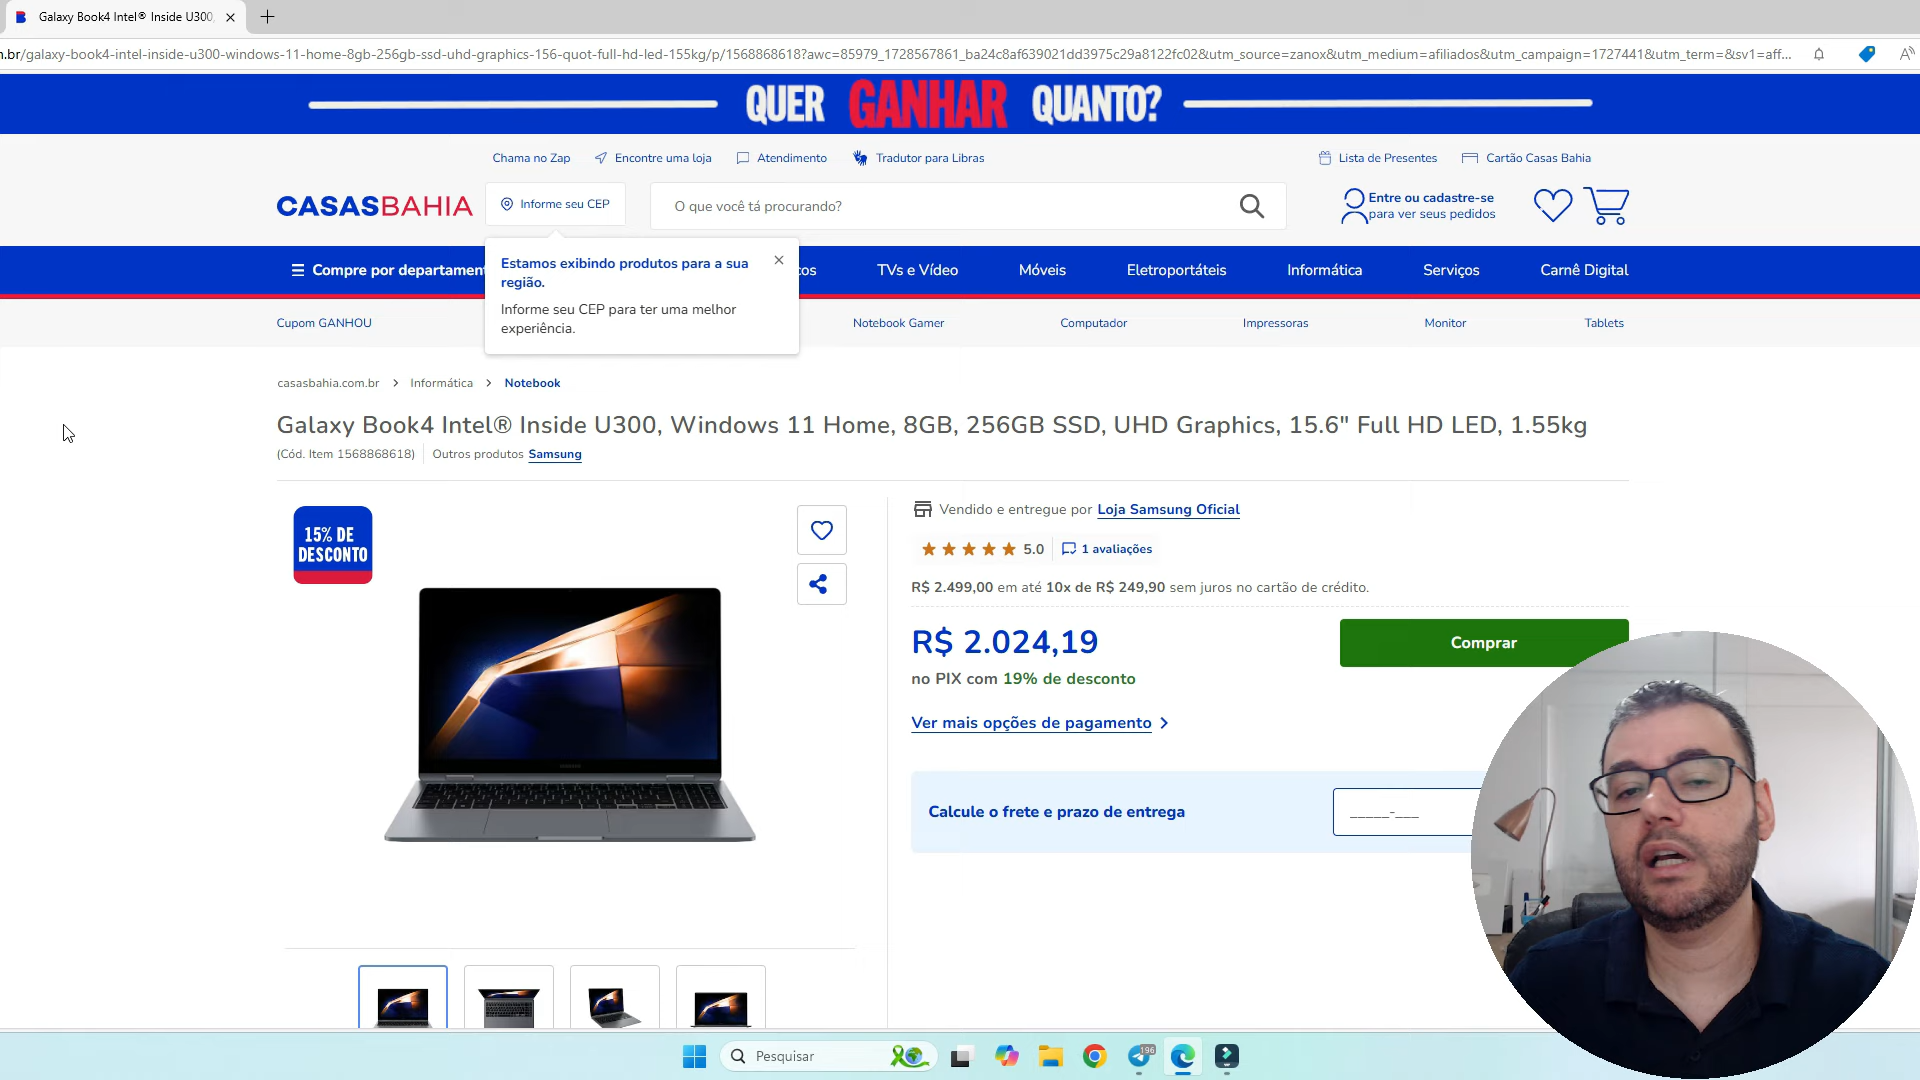 Galaxy Book4 Intel® Inside U300,
n.br/galaxy-book4-intel-inside-u300-windows-11-home-8gb-256gb-ssd-uhd-graphics-156-quot-full-hd-led-155kg/p/1568868618?awc=85979_1728567861_ba24c8af639021dd3975c29a8122fc02&utm_source=zanox&utm_medium=afiliados&utm_campaign=1727441&utm_term=&sv1=aff...
QUER GANHAR QUANTO?
Chama no Zap Encontre uma loja Atendimento Tradutor para Libras Lista de Presentes Cartão Casas Bahia
CASASBAHIA Informe seu CEP O que você tá procurando? Entre ou cadastre-se
para ver seus pedidos
Compre por departament TVs e Vídeo Móveis Eletroportáteis Informática Serviços Carnê Digital
Estamos exibindo produtos para a sua
região.
Informe seu CEP para ter uma melhor
experiência.
Cupom GANHOU Notebook Gamer Computador Impressoras Monitor Tablets
casasbahia.com.br > Informática > Notebook
Galaxy Book4 Intel® Inside U300, Windows 11 Home, 8GB, 256GB SSD, UHD Graphics, 15.6" Full HD LED, 1.55kg
(Cód. Item 1568868618) Outros produtos Samsung
15% DE
DESCONTO
Vendido e entregue por Loja Samsung Oficial
5.0 1 avaliações
R$ 2.499,00 em até 10x de R$ 249,90 sem juros no cartão de crédito.
R$ 2.024,19
Comprar
no PIX com 19% de desconto
Ver mais opções de pagamento >
Calcule o frete e prazo de entrega
_____-___
Pesquisar
196